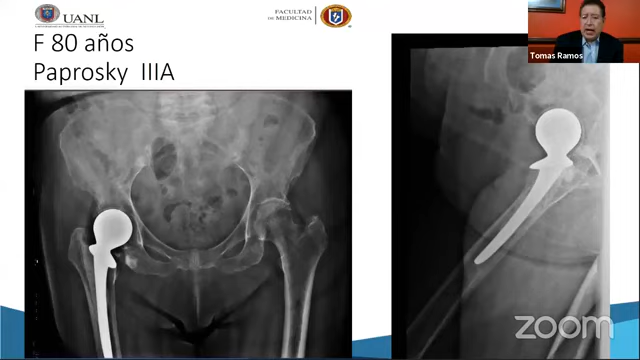 UANL
FACULTAD
DE MEDICINA
F 80 años
Paprosky IIIA
Tomas Ramos
zoom